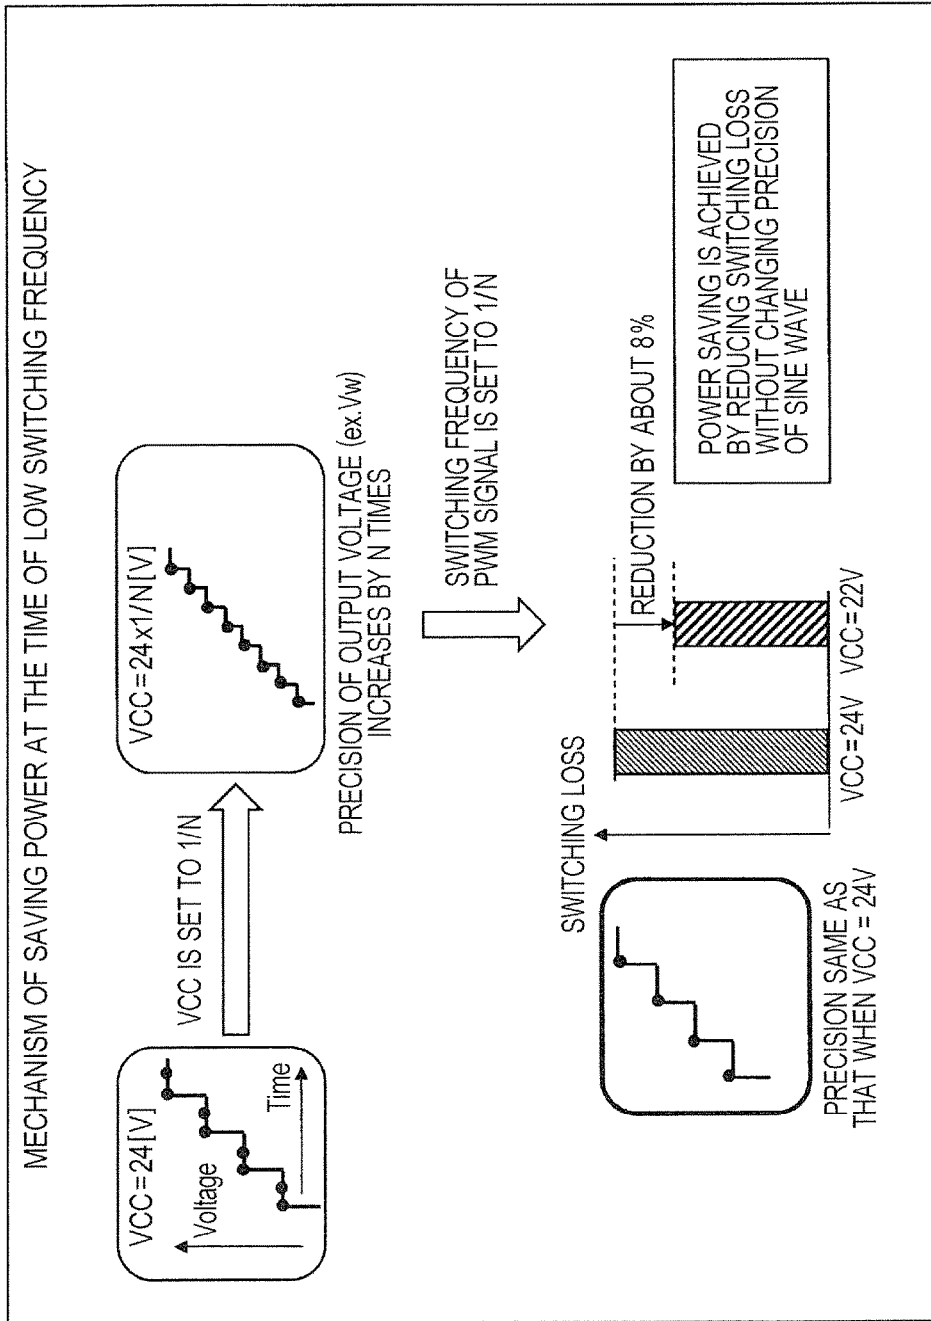 MECHANISM OF SAVING POWER AT THE TIME OF LOW SWITCHING FREQUENCY
VCC=24[V]
Voltage
Time
VCC IS SET TO 1/N
VCC=24x1/N[V]
PRECISION OF OUTPUT VOLTAGE (ex.Vw)
INCREASES BY N TIMES
SWITCHING FREQUENCY OF
PWM SIGNAL IS SET TO 1/N
PRECISION SAME AS
THAT WHEN VCC = 24V
SWITCHING LOSS
REDUCTION BY ABOUT 8%
VCC=24V
VCC=22V
POWER SAVING IS ACHIEVED
BY REDUCING SWITCHING LOSS
WITHOUT CHANGING PRECISION
OF SINE WAVE